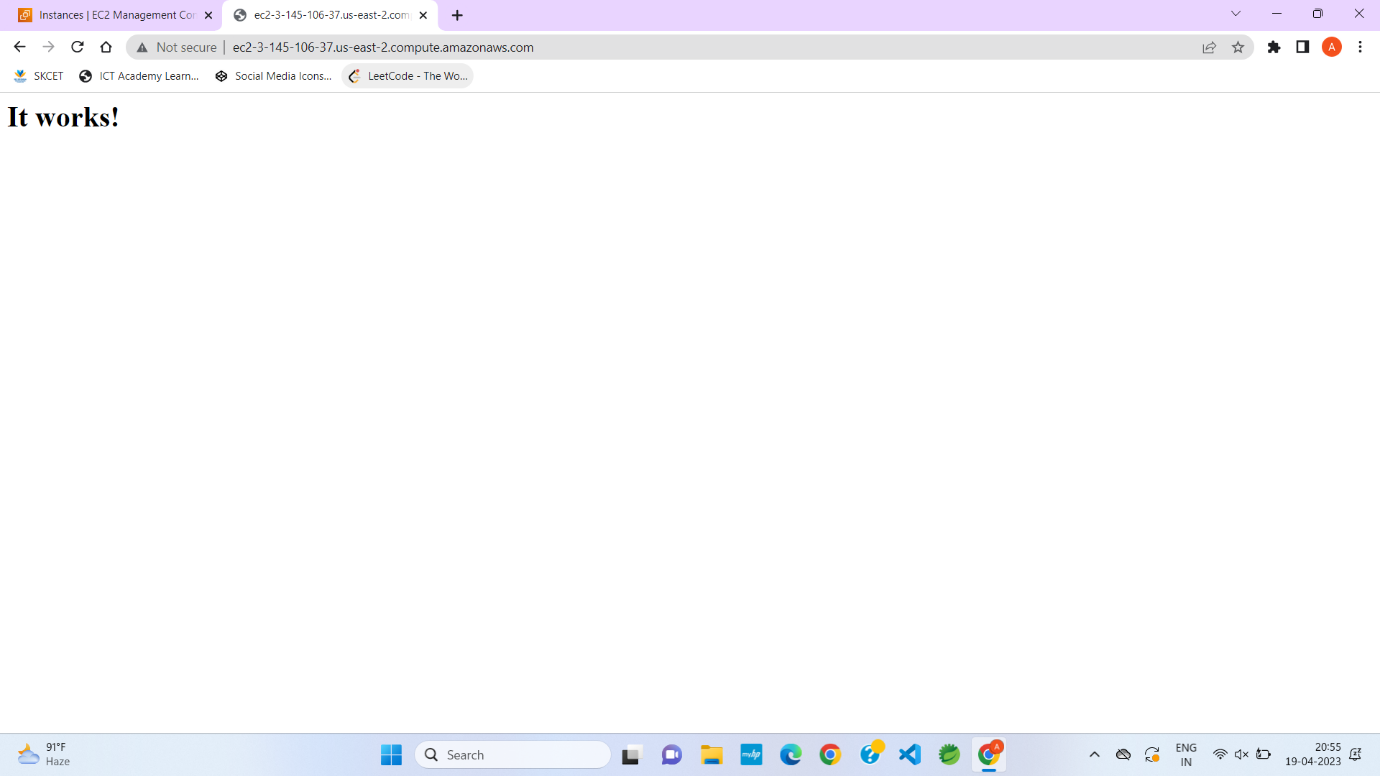 Instances | EC2 Management Con
ec2-3-145-106-37.us-east-2.com
Not secure | ec2-3-145-106-37.us-east-2.compute.amazonaws.com
A
SKCET
ICT Academy Learn...
Social Media Icons...
LeetCode - The Wo...
It works!
91°F
Haze
Search
myhp
A
ENG
IN
20:55
19-04-2023